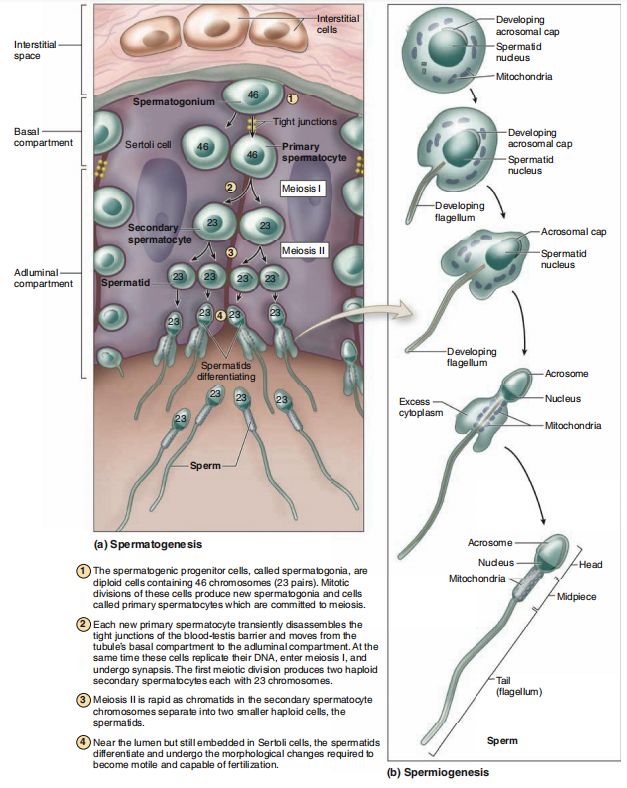 Interstitial
space
Basal
compartment
Adluminal
compartment
Interstitial
cells
46
1
Spermatogonium
Tight junctions
Sertoli cell
46
46
Primary
spermatocyte
2
Meiosis I
Secondary
spermatocyte
23
23
Meiosis II
3
Spermatid
23
23
23
23
23
23
4
23
23
Spermatids
differentiating
23
23
23
23
Sperm
(a) Spermatogenesis
1 The spermatogenic progenitor cells, called spermatogonia, are
diploid cells containing 46 chromosomes (23 pairs). Mitotic
divisions of these cells produce new spermatogonia and cells
called primary spermatocytes which are committed to meiosis.
2 Each new primary spermatocyte transiently disassembles the
tight junctions of the blood-testis barrier and moves from the
tubule's basal compartment to the adluminal compartment. At the
same time these cells replicate their DNA, enter meiosis I, and
undergo synapsis. The first meiotic division produces two haploid
secondary spermatocytes each with 23 chromosomes.
3 Meiosis II is rapid as chromatids in the secondary spermatocyte
chromosomes separate into two smaller haploid cells, the
spermatids.
4 Near the lumen but still embedded in Sertoli cells, the spermatids
differentiate and undergo the morphological changes required to
become motile and capable of fertilization.
Developing
acrosomal cap
Spermatid
nucleus
Mitochondria
Developing
acrosomal cap
Spermatid
nucleus
Developing
flagellum
Acrosomal cap
Spermatid
nucleus
Developing
flagellum
Acrosome
Nucleus
Excess
cytoplasm
Mitochondria
Acrosome
Nucleus
Mitochondria
Head
Midpiece
Tail
(flagellum)
Sperm
(b) Spermiogenesis